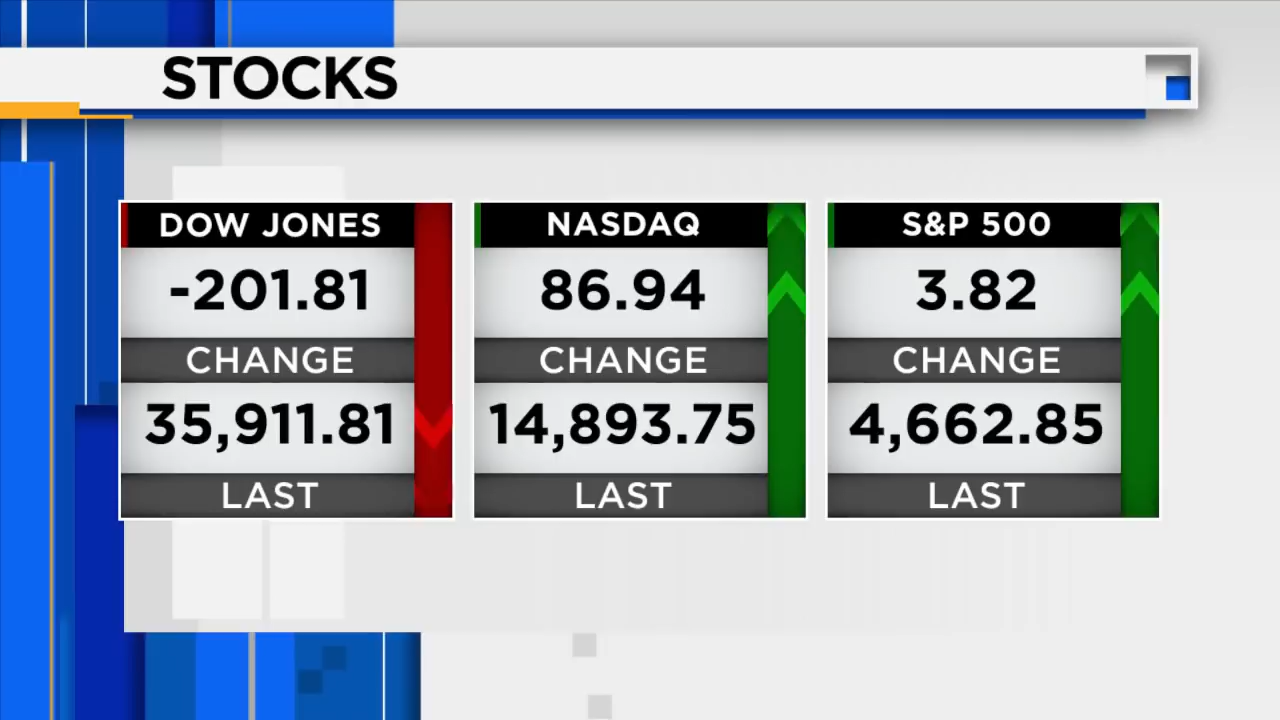 STOCKS
DOW JONES
-201.81
CHANGE
35,911.81
LAST
NASDAQ
86.94
CHANGE
14,893.75
LAST
S&P 500
3.82
CHANGE
4,662.85
LAST